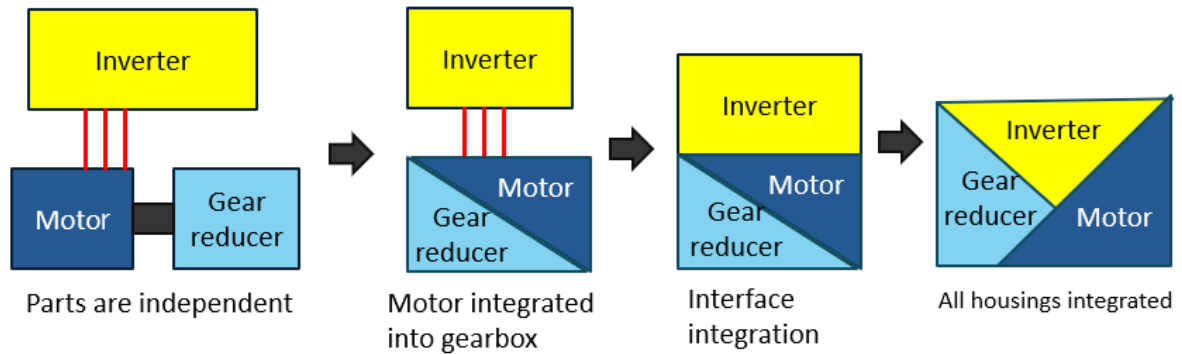 Inverter
Motor
Gear
reducer
Parts are independent
Inverter
Motor
Gear
reducer
Motor integrated
into gearbox
Inverter
Motor
Gear
reducer
Interface
integration
Inverter
Gear
reducer
Motor
All housings integrated